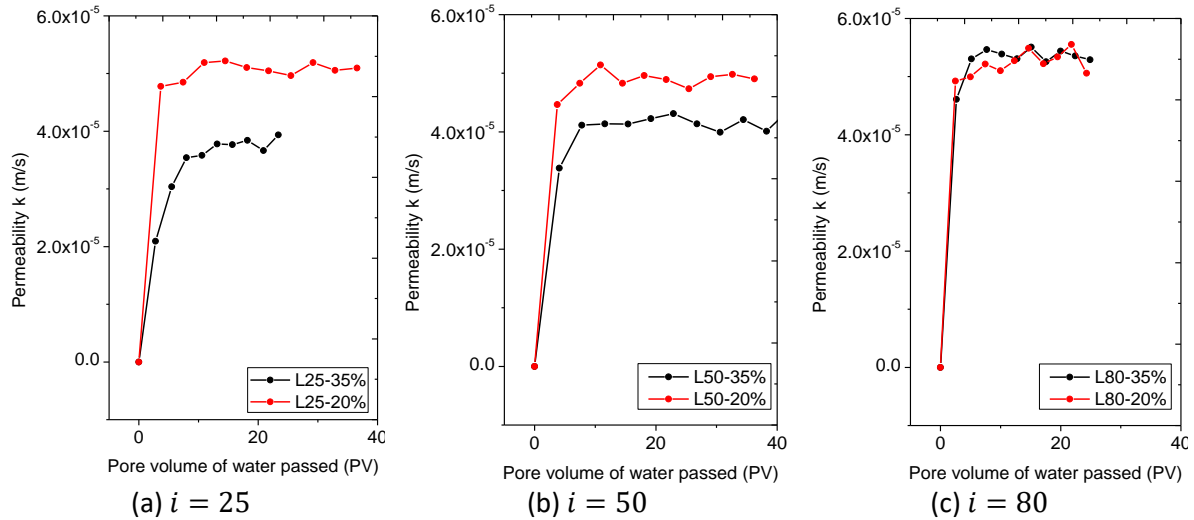 6.0x10-5
4.0x10-5
2.0x10-5
0.0
Permeability k (m/s)
L25-35%
L25-20%
0 20 40
Pore volume of water passed (PV)
(a) i = 25
6.0x10-5
4.0x10-5
2.0x10-5
0.0
Permeability k (m/s)
L50-35%
L50-20%
0 20 40
Pore volume of water passed (PV)
(b) i = 50
6.0x10-5
4.0x10-5
2.0x10-5
0.0
Permeability k (m/s)
L80-35%
L80-20%
0 20 40
Pore volume of water passed (PV)
(c) i = 80